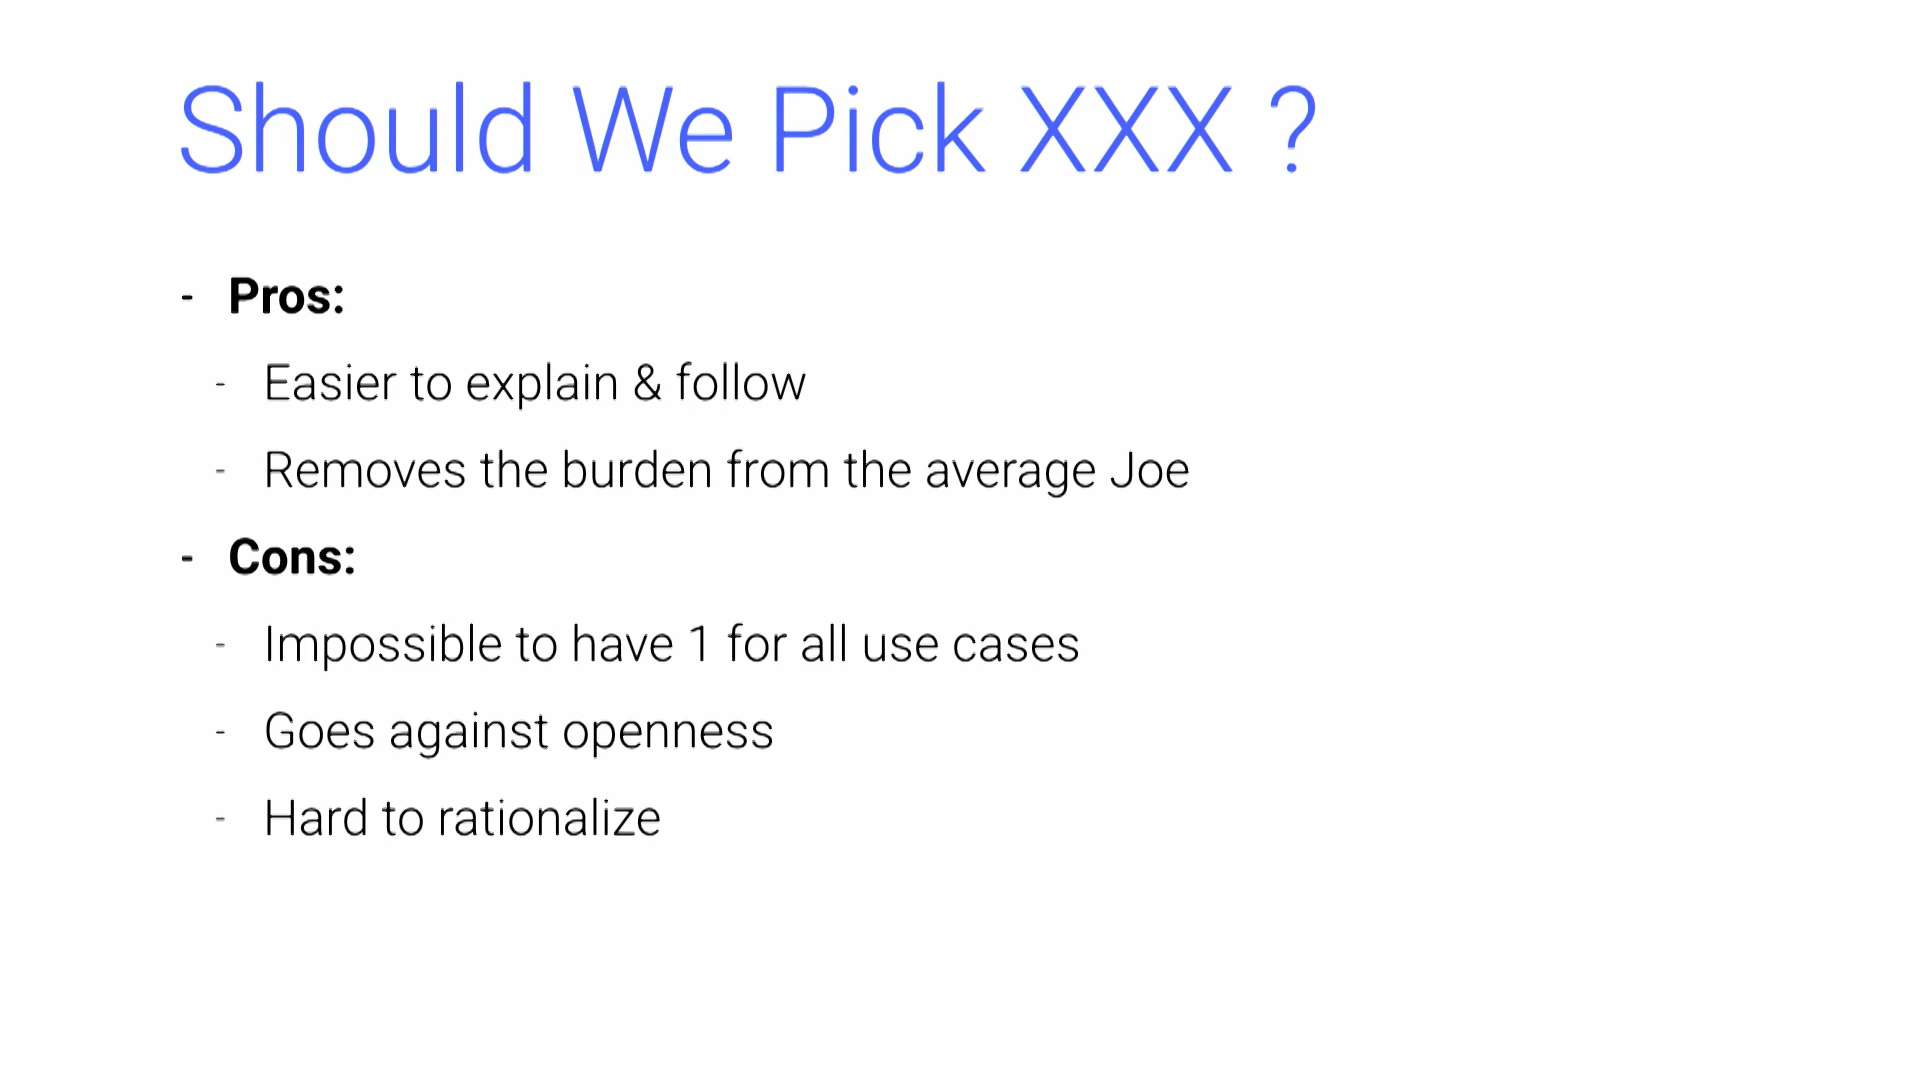 Should We Pick XXX ?
- Pros:
- Easier to explain & follow
- Removes the burden from the average Joe
- Cons:
- Impossible to have 1 for all use cases
- Goes against openness
- Hard to rationalize